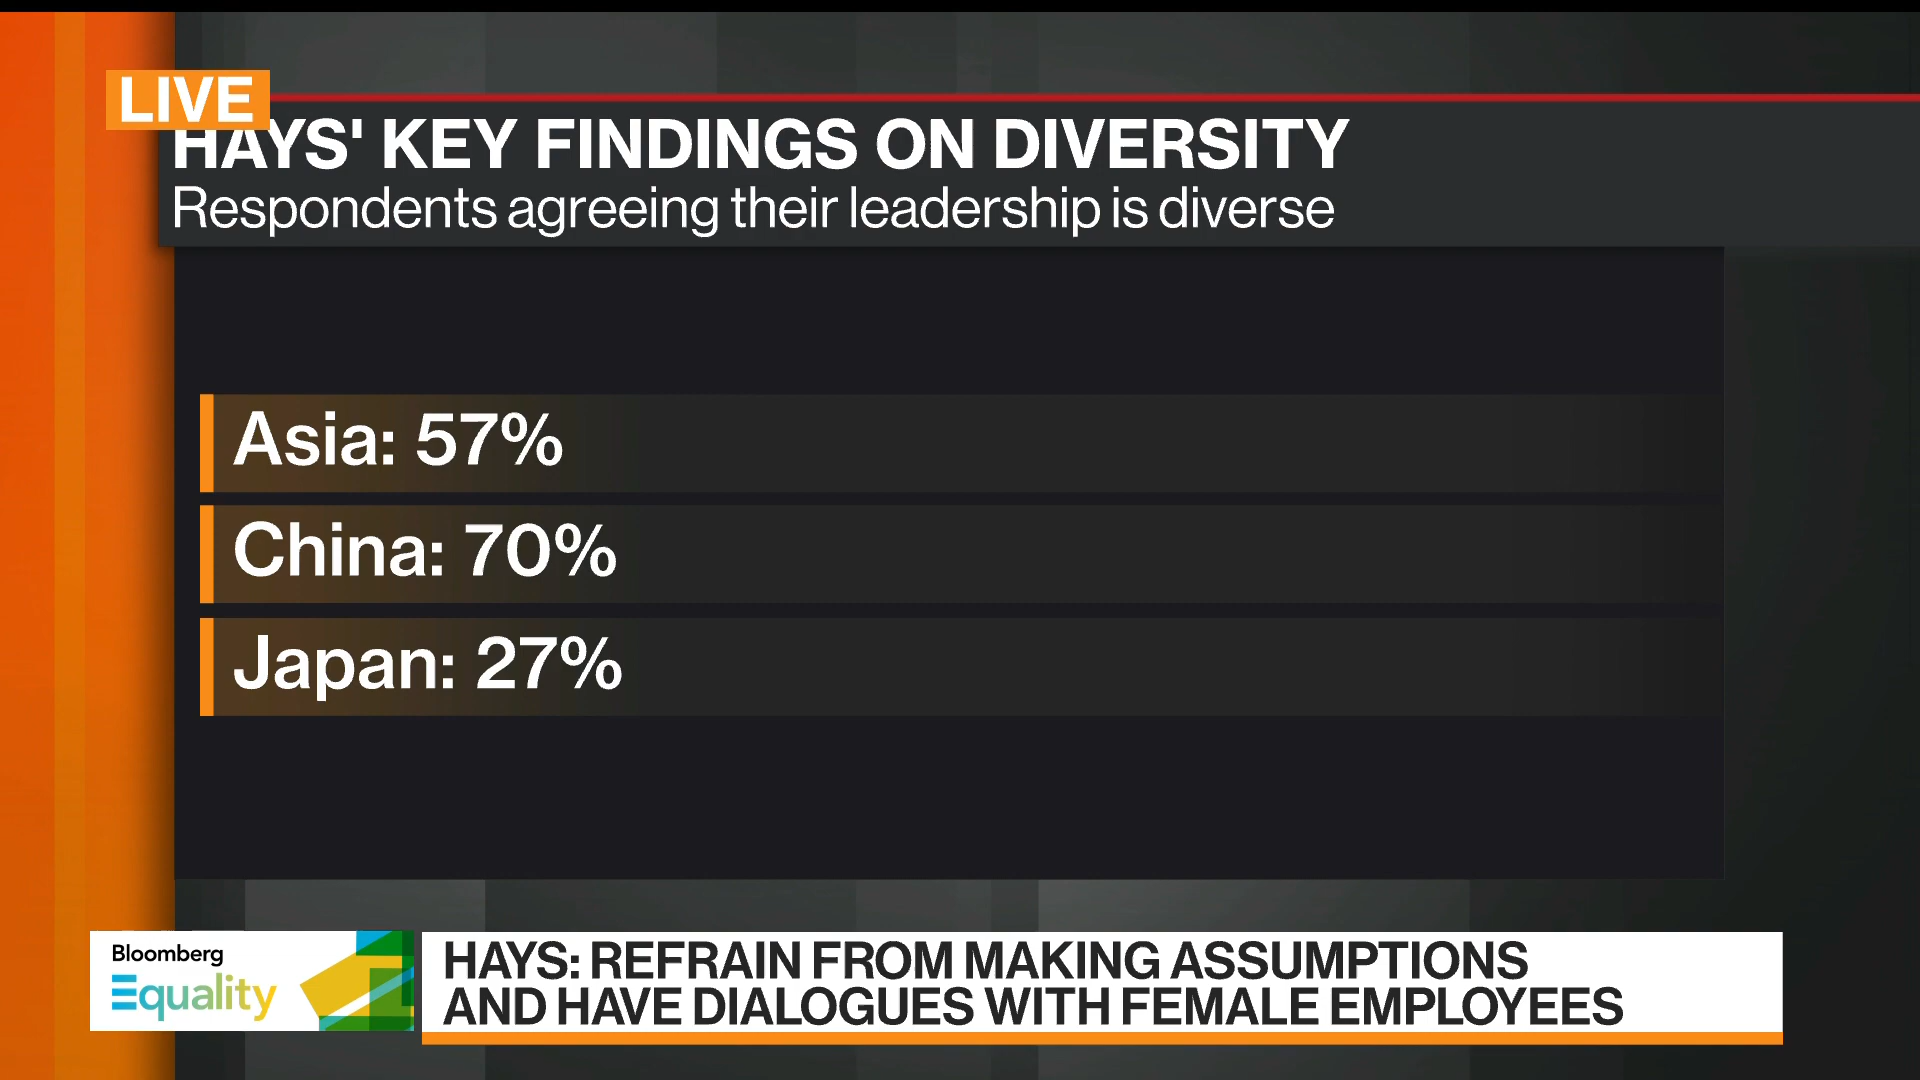 LIVE
HAYS' KEY FINDINGS ON DIVERSITY
Respondents agreeing their leadership is diverse
Asia: 57%
China: 70%
Japan: 27%
Bloomberg
Equality
HAYS: REFRAIN FROM MAKING ASSUMPTIONS
AND HAVE DIALOGUES WITH FEMALE EMPLOYEES